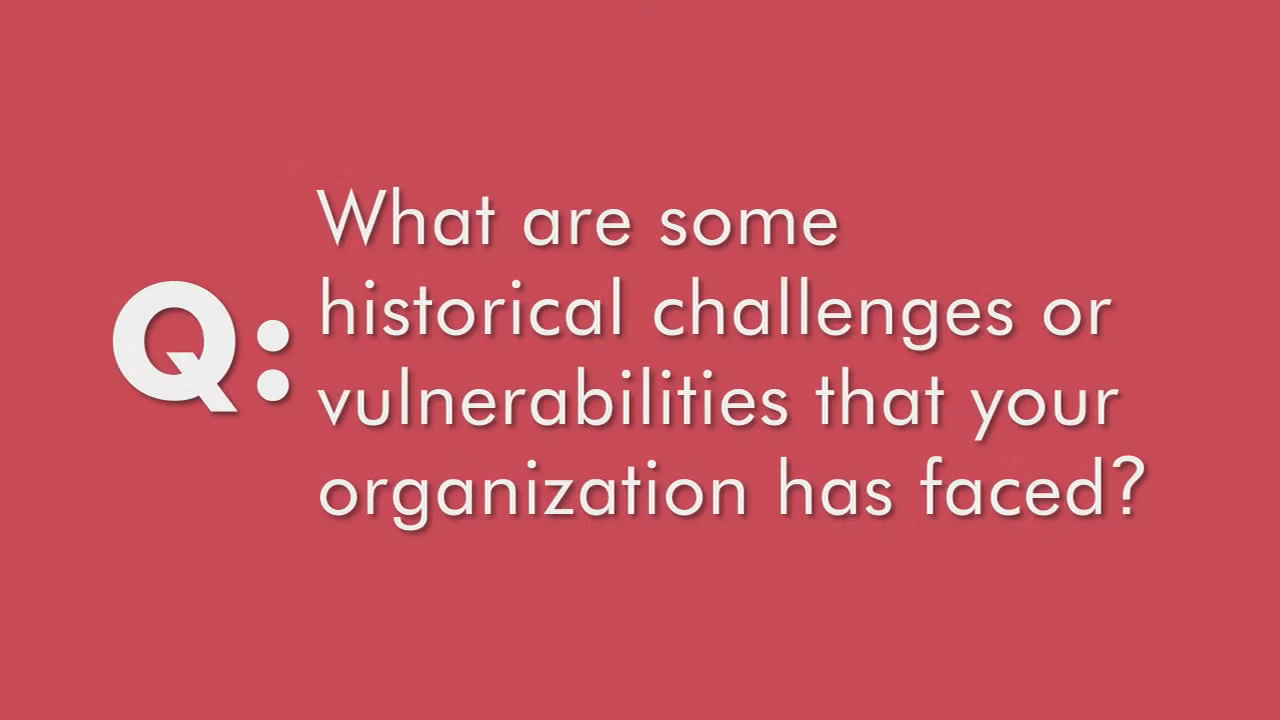 Q:
What are some
historical challenges or
vulnerabilities that your
organization has faced?